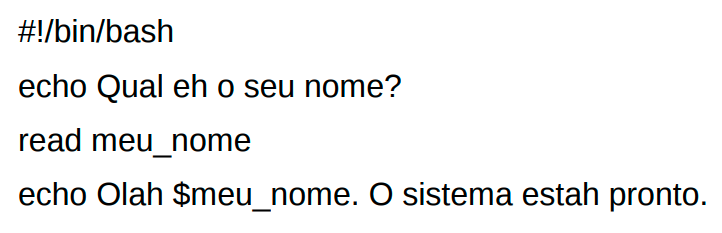 #!/bin/bash
echo Qual eh o seu nome?
read meu_nome
echo Olah $meu_nome. O sistema estah pronto.